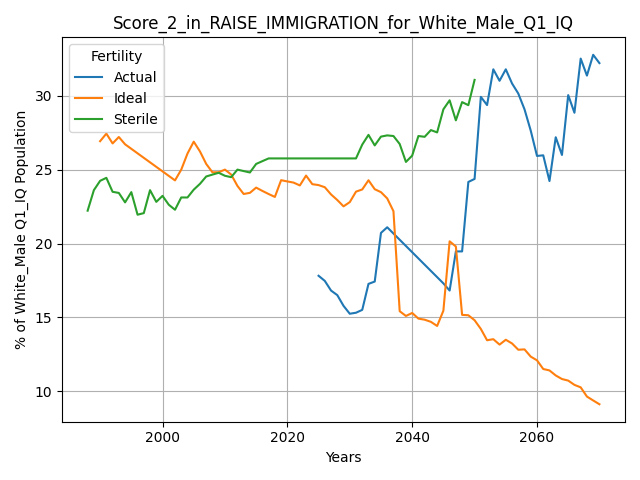 Score_2_in_RAISE_IMMIGRATION_for_White_Male_Q1_IQ
Fertility
Actual
Ideal
Sterile
% of White_Male Q1_IQ Population
30
25
20
15
10
2000
2020
2040
2060
Years